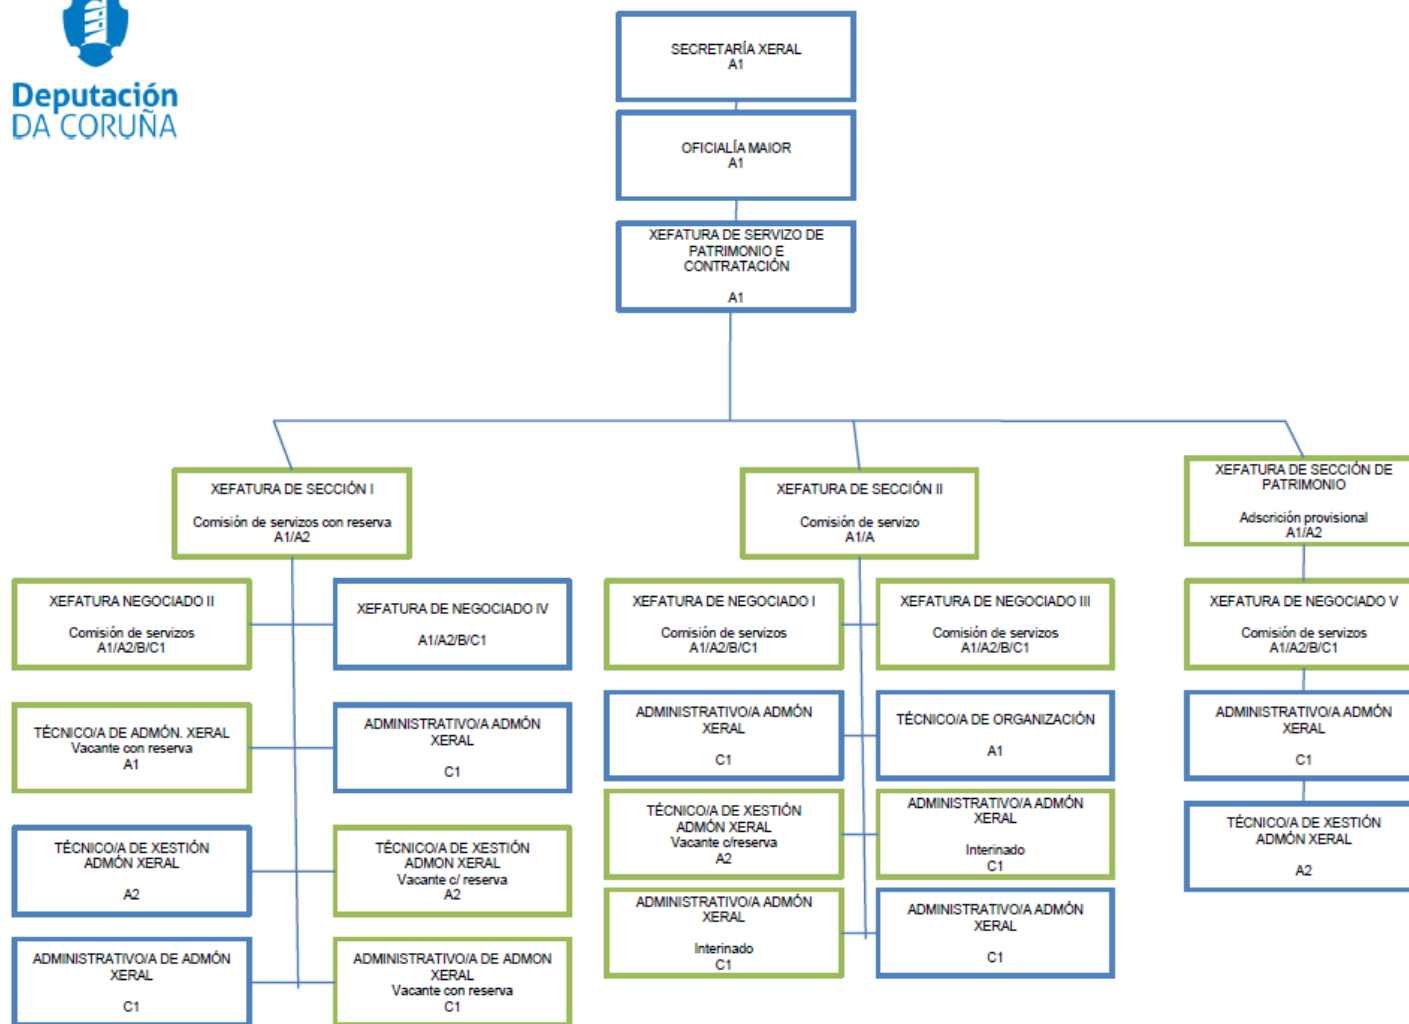 Deputación
DA CORUÑA
SECRETARÍA XERAL
A1
OFICIALÍA MAIOR
A1
XEFATURA DE SERVIZO DE
PATRIMONIO E
CONTRATACIÓN
A1
XEFATURA DE SECCIÓN I
Comisión de servizos con reserva
A1/A2
XEFATURA DE SECCIÓN II
Comisión de servizo
A1/A
XEFATURA DE SECCIÓN DE
PATRIMONIO
Adscrición provisional
A1/A2
XEFATURA NEGOCIADO II
Comisión de servizos
A1/A2/B/C1
XEFATURA DE NEGOCIADO IV
A1/A2/B/C1
XEFATURA DE NEGOCIADO I
Comisión de servizos
A1/A2/B/C1
XEFATURA DE NEGOCIADO III
Comisión de servizos
A1/A2/B/C1
XEFATURA DE NEGOCIADO V
Comisión de servizos
A1/A2/B/C1
TÉCNICO/A DE ADMÓN. XERAL
Vacante con reserva
A1
ADMINISTRATIVO/A ADMÓN
XERAL
C1
ADMINISTRATIVO/A ADMÓN
XERAL
C1
TÉCNICO/A DE ORGANIZACIÓN
A1
ADMINISTRATIVO/A ADMÓN
XERAL
C1
TÉCNICO/A DE XESTIÓN
ADMÓN XERAL
A2
TÉCNICO/A DE XESTIÓN
ADMON XERAL
Vacante c/ reserva
A2
TÉCNICO/A DE XESTIÓN
ADMÓN XERAL
Vacante c/reserva
A2
ADMINISTRATIVO/A ADMÓN
XERAL
Interinado
C1
TÉCNICO/A DE XESTIÓN
ADMÓN XERAL
A2
ADMINISTRATIVO/A DE ADMÓN
XERAL
C1
ADMINISTRATIVO/A DE ADMON
XERAL
Vacante con reserva
C1
ADMINISTRATIVO/A ADMÓN
XERAL
Interinado
C1
ADMINISTRATIVO/A ADMÓN
XERAL
C1